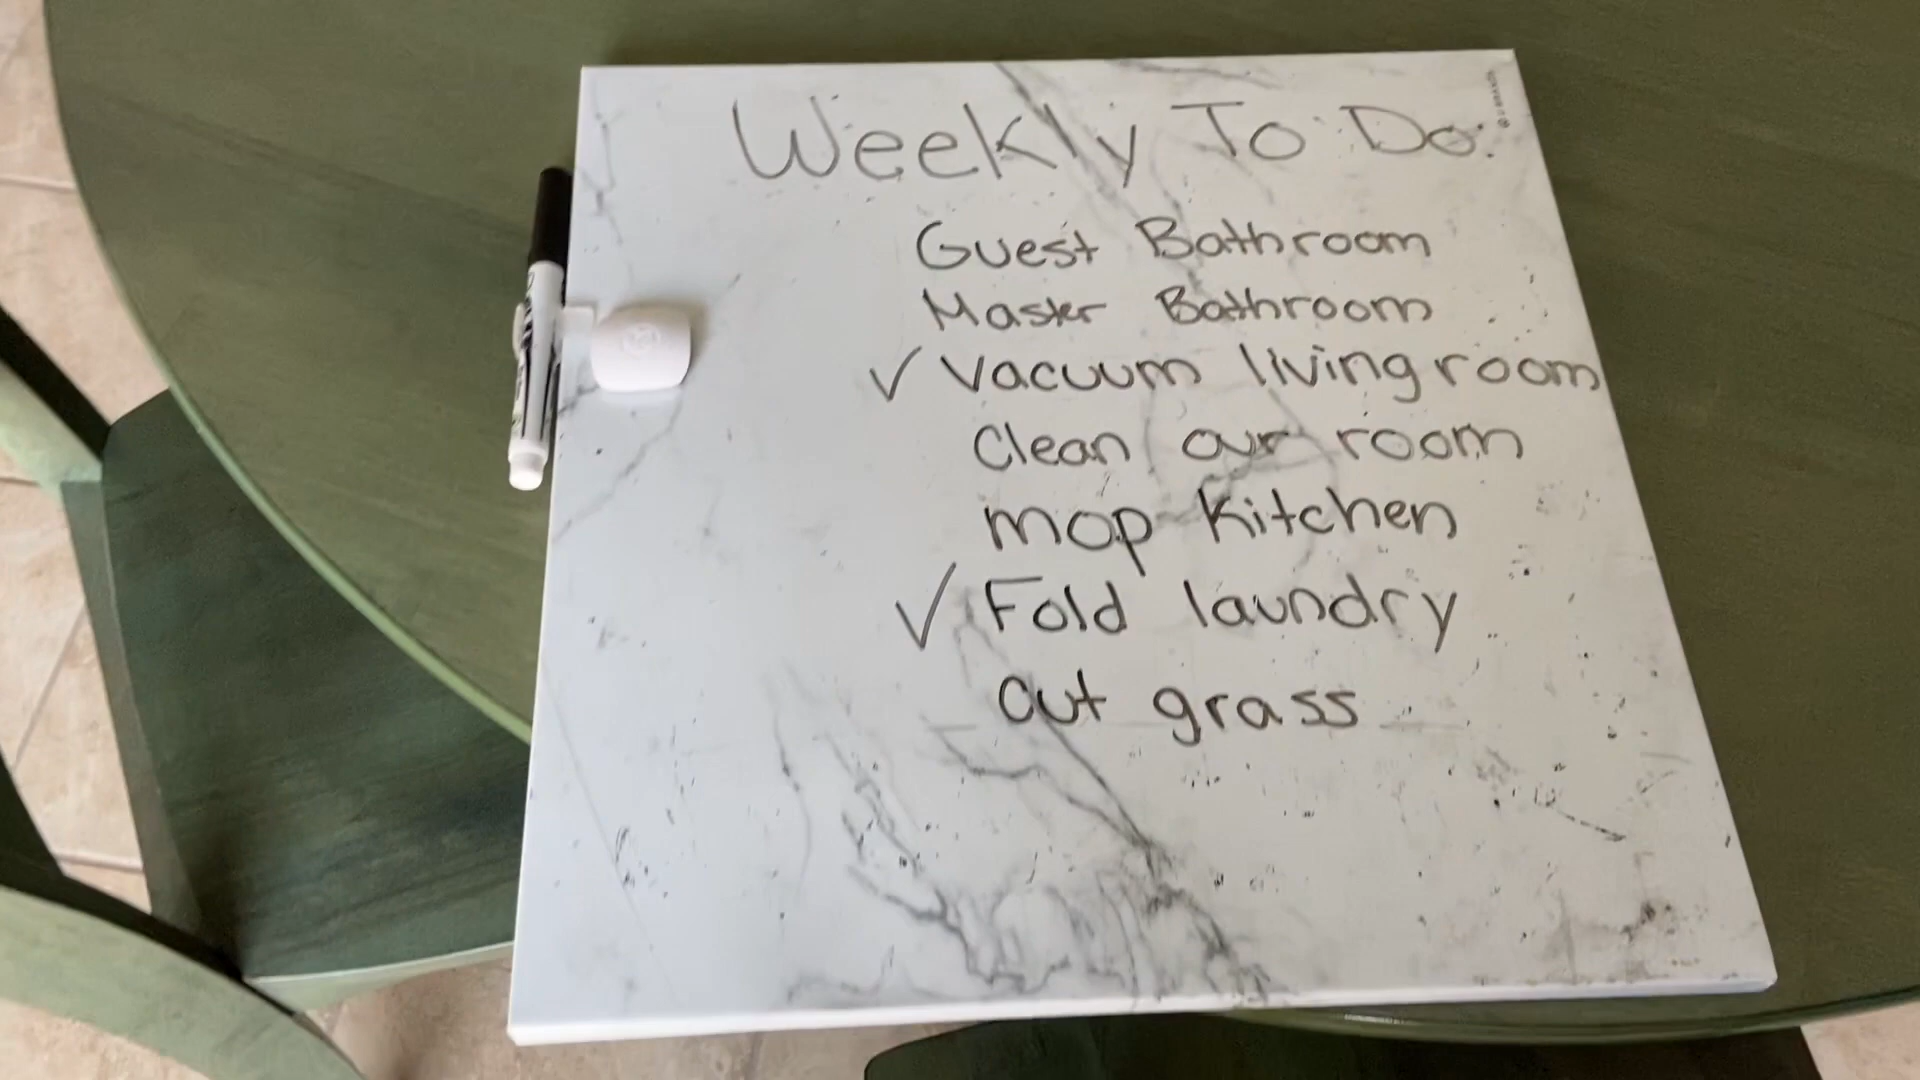 Weekly To Do:
Guest Bathroom
Master Bathroom
✓ Vacuum living room
Clean our room
mop kitchen
✓ Fold laundry
cut grass